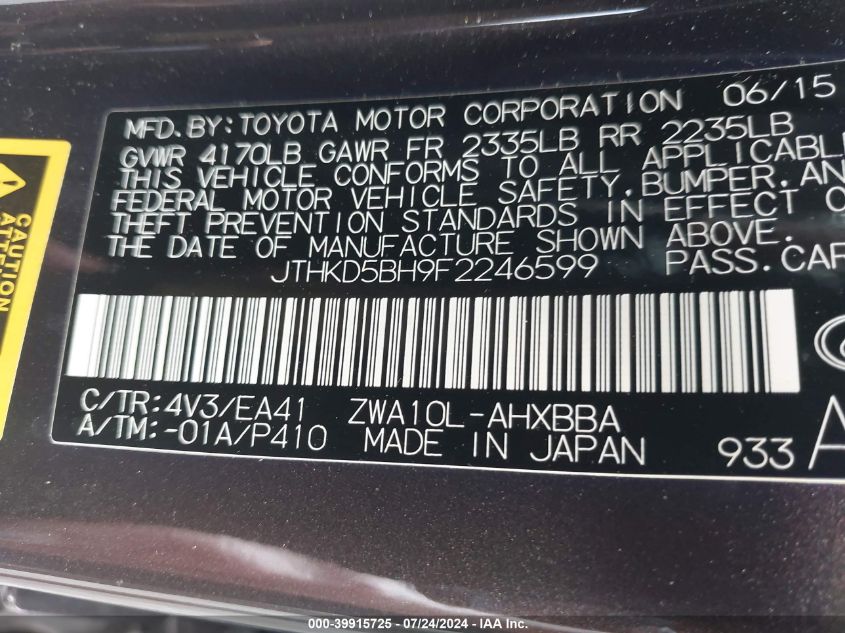 MFD.BY:TOYOTA MOTOR CORPORATION 06/15
GVWR 4170LB GAWR FR 2335LB RR 2235LB
THIS VEHICLE CONFORMS TO ALL APPLICABLE
FEDERAL MOTOR VEHICLE SAFETY,BUMPER,AN
THEFT PREVENTION STANDARDS IN EFFECT O
THE DATE OF MANUFACTURE SHOWN ABOVE.
JTHKD5BH9F2246599 PASS.CAR
C/TR:4V3/EA41 ZWA10L-AHXBBA
A/TM:-01A/P410 MADE IN JAPAN 933 A
CAUTION
ATTEN
000-39915725 - 07/24/2024 - IAA Inc.